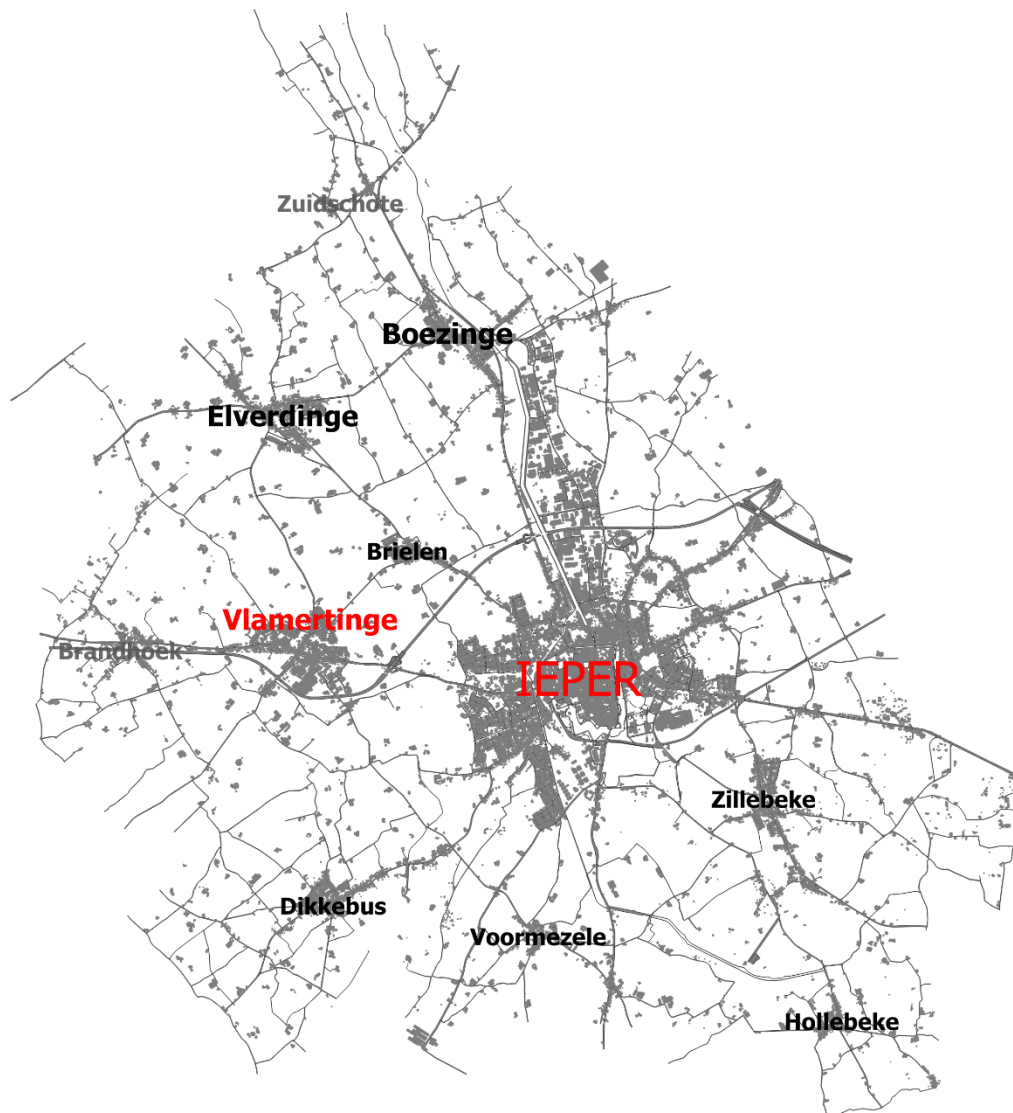 Zuidschote
Boezinge
Elverdinge
Brielen
Vlamertinge
Brandhoek
IEPER
Zillebeke
Dikkebus
Voormezele
Hollebeke